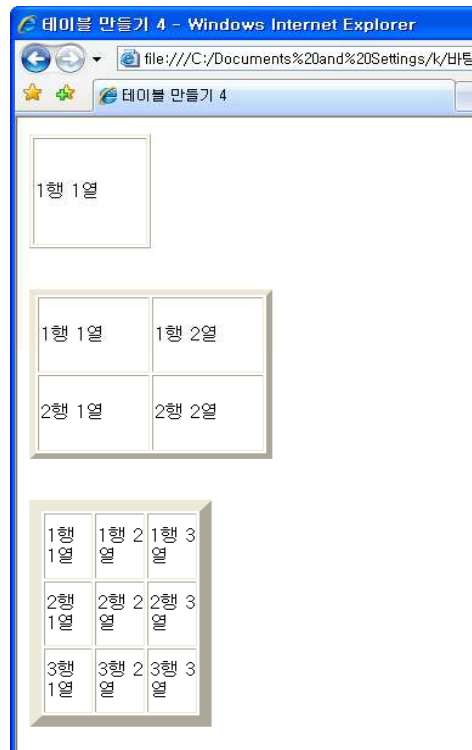 테이블 만들기 4 - Windows Internet Explorer
file:///C:/Documents%20and%20Settings/k/바탕
테이블 만들기 4
1행 1열
1행 1열 1행 2열
2행 1열 2행 2열
1행 1행 2 1행 3
1열 열 열
2행 2행 2 2행 3
1열 열 열
3행 3행 2 3행 3
1열 열 열